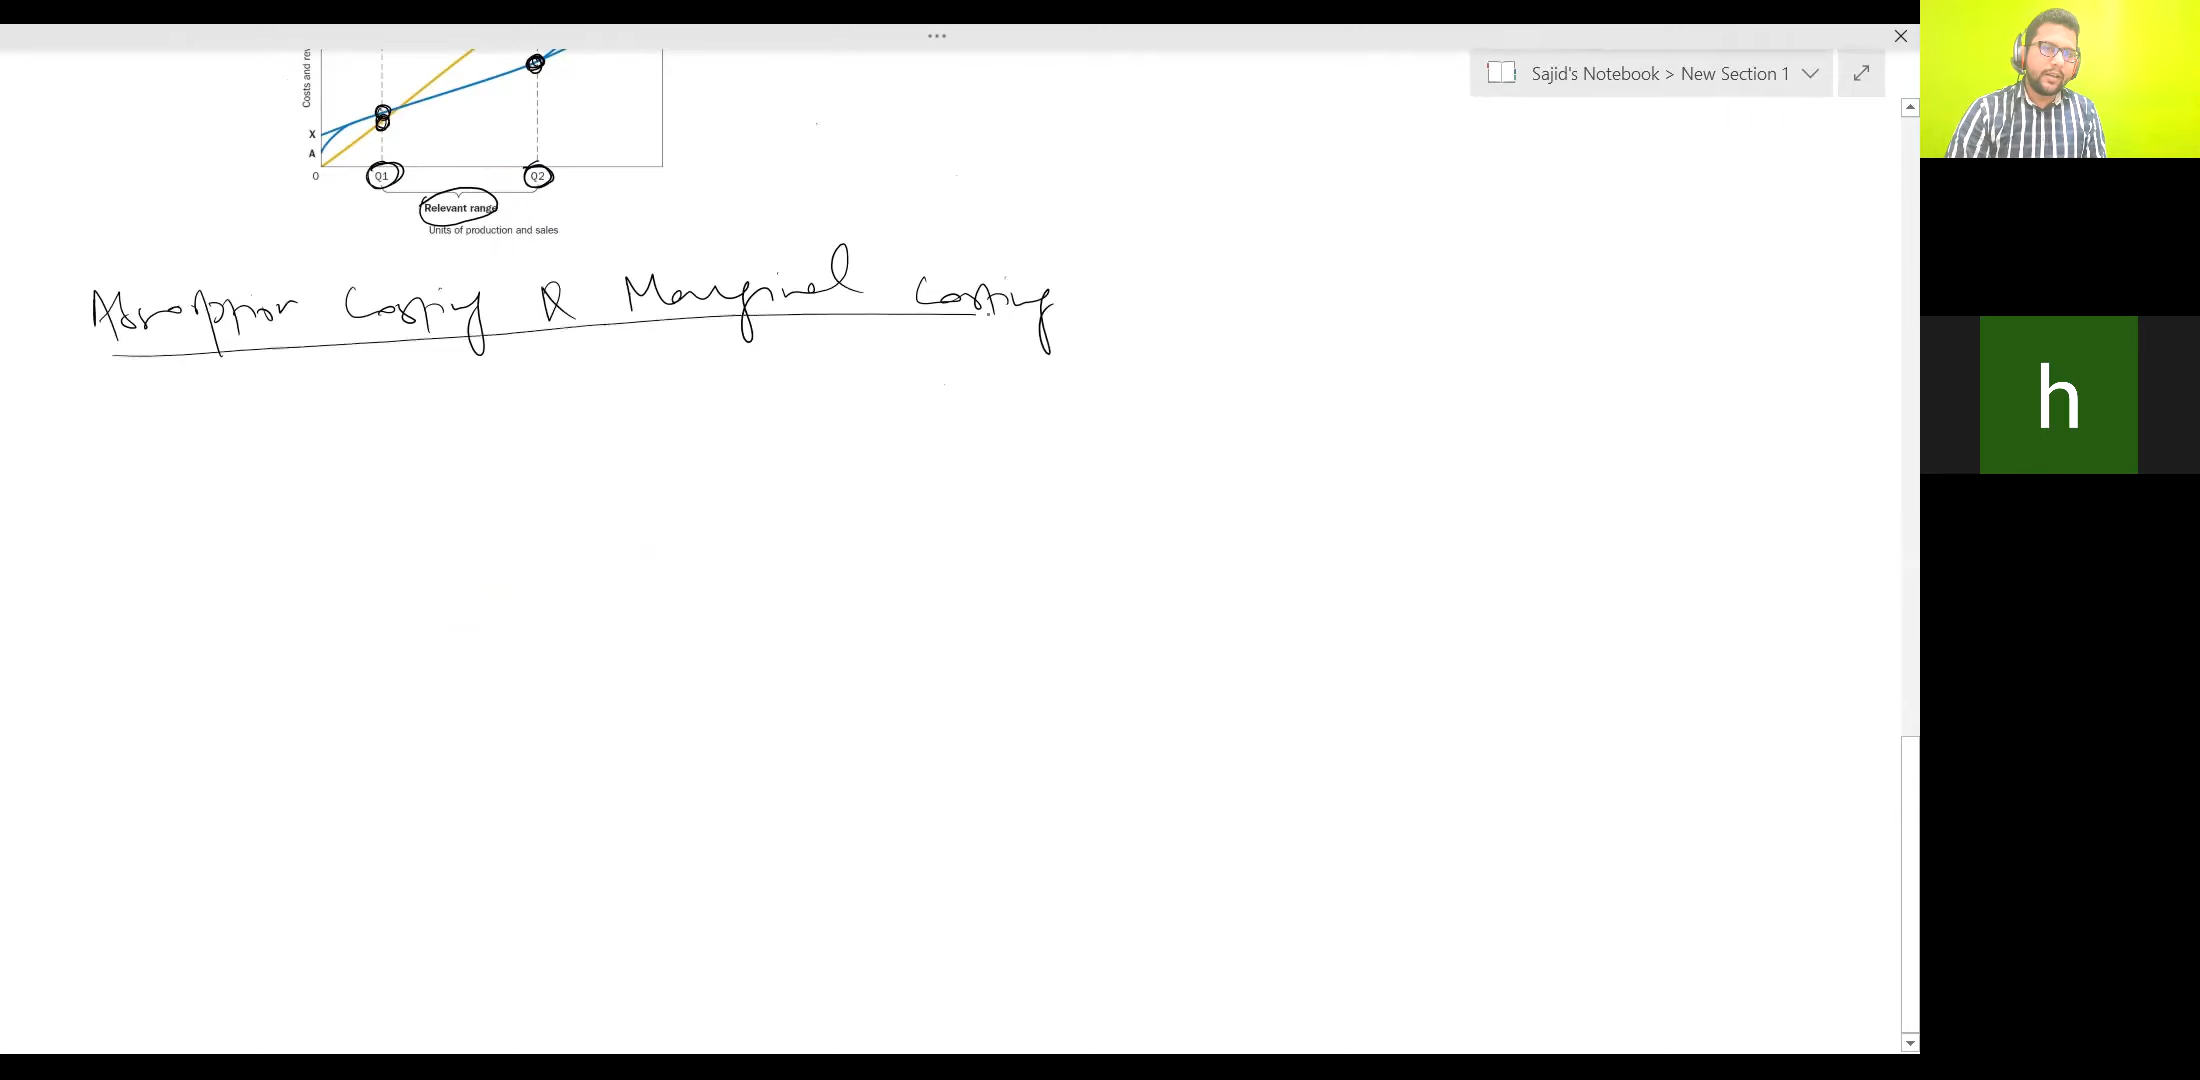 Sajid's Notebook > New Section 1
Costs and rev
X
A
0
Q1
Q2
Relevant range
Units of production and sales
Absorption Costing & Marginal Costing
h